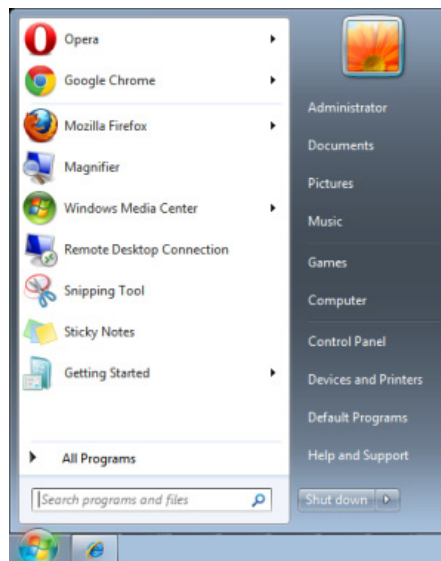 Opera
Google Chrome
Mozilla Firefox
Magnifier
Windows Media Center
Remote Desktop Connection
Snipping Tool
Sticky Notes
Getting Started
All Programs
Search programs and files
Administrator
Documents
Pictures
Music
Games
Computer
Control Panel
Devices and Printers
Default Programs
Help and Support
Shut down